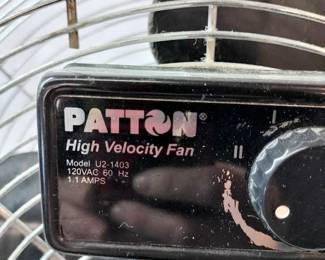 PATTON®
High Velocity Fan
Model U2-1403
120VAC 60 Hz
1.1 AMPS
I
II